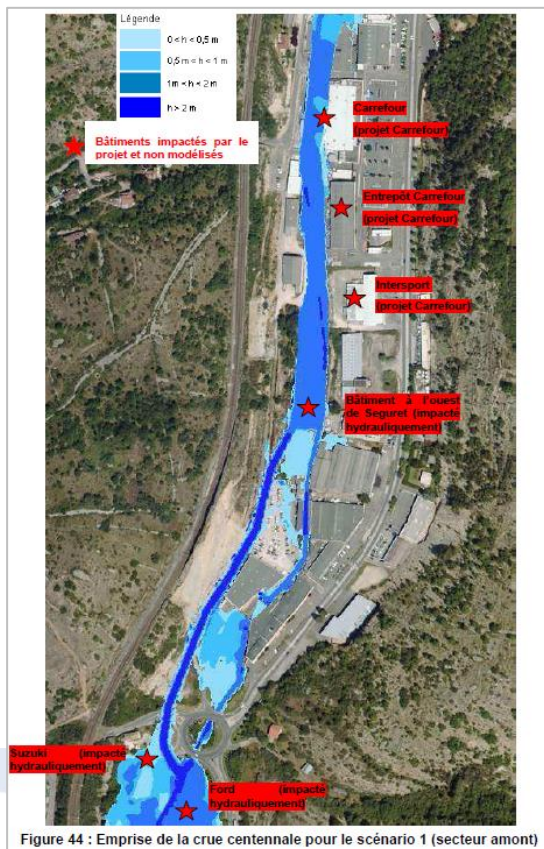 Légende
0 < h < 0,5 m
0,5 m < h < 1 m
1 m < h < 2 m
h > 2 m
Bâtiments impactés par le
projet et non modélisés
Carrefour
(projet Carrefour)
Entrepôt Carrefour
(projet Carrefour)
Intersport
(projet Carrefour)
Bâtiment à l'ouest
de Seguret (impacté
hydrauliquement)
Suzuki (impacté
hydrauliquement)
Ford (impacté
hydrauliquement)
Figure 44 : Emprise de la crue centennale pour le scénario 1 (secteur amont)